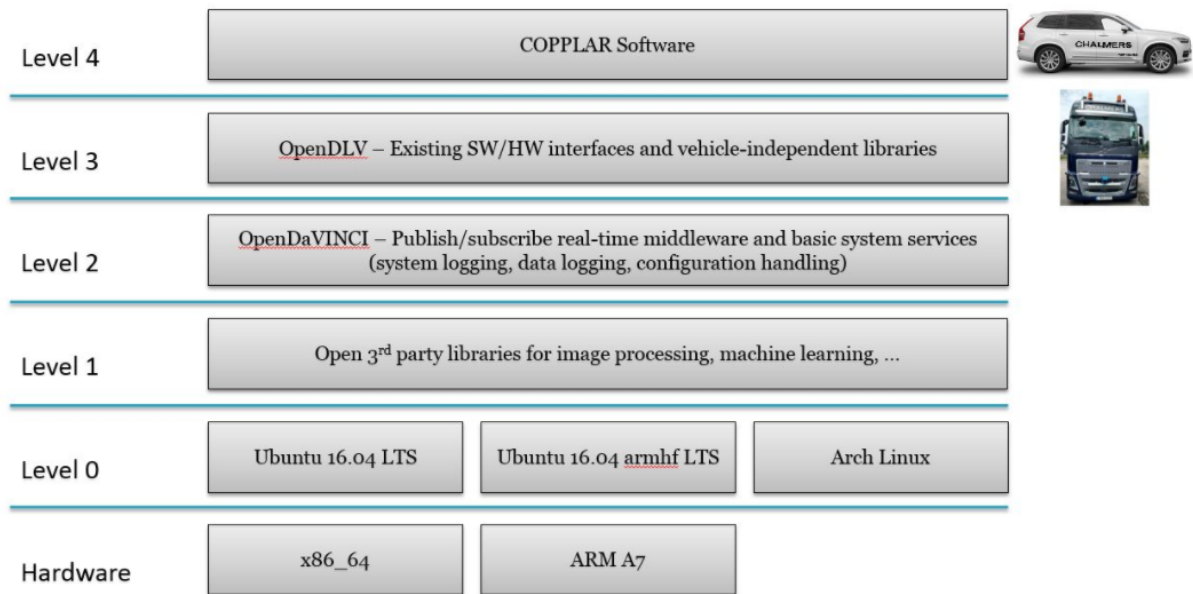 Level 4
COPPLAR Software
CHALMERS
Level 3
OpenDLV – Existing SW/HW interfaces and vehicle-independent libraries
Level 2
OpenDaVINCI – Publish/subscribe real-time middleware and basic system services
(system logging, data logging, configuration handling)
Level 1
Open 3rd party libraries for image processing, machine learning, ...
Level 0
Ubuntu 16.04 LTS
Ubuntu 16.04 armhf LTS
Arch Linux
Hardware
x86_64
ARM A7